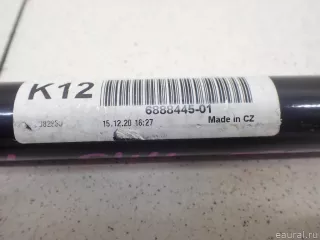 K12
6888445-01
15.12.20 16:27
Made in CZ
eaural.ru